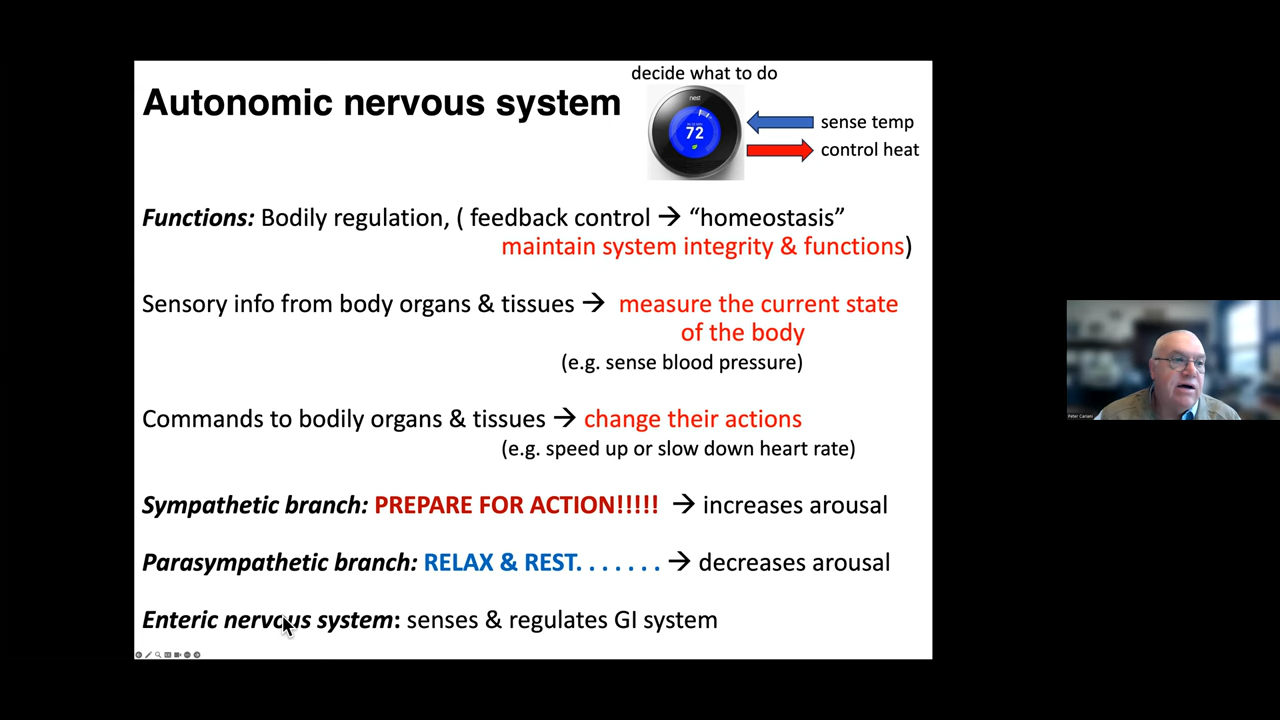 decide what to do
Autonomic nervous system
nest
72
sense temp
control heat
Functions: Bodily regulation, ( feedback control → “homeostasis”
maintain system integrity & functions)
Sensory info from body organs & tissues → measure the current state
of the body
(e.g. sense blood pressure)
Commands to bodily organs & tissues → change their actions
(e.g. speed up or slow down heart rate)
Sympathetic branch: PREPARE FOR ACTION!!!!! → increases arousal
Parasympathetic branch: RELAX & REST. . . . . . . → decreases arousal
Enteric nervous system: senses & regulates GI system
Peter Cariani